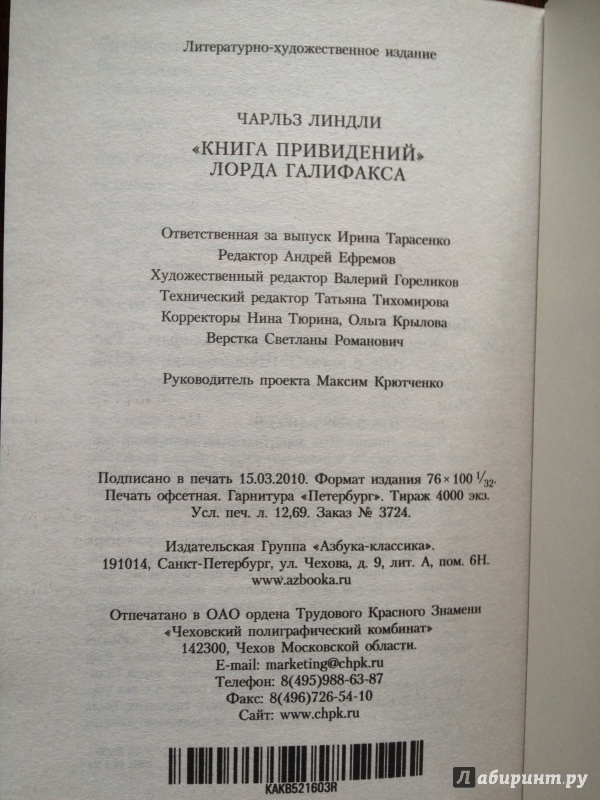 Литературно-художественное издание
ЧАРЛЬЗ ЛИНДЛИ
«КНИГА ПРИВИДЕНИЙ»
ЛОРДА ГАЛИФАКСА
Ответственная за выпуск Ирина Тарасенко
Редактор Андрей Ефремов
Художественный редактор Валерий Гореликов
Технический редактор Татьяна Тихомирова
Корректоры Нина Тюрина, Ольга Крылова
Верстка Светланы Романович
Руководитель проекта Максим Крютченко
Подписано в печать 15.03.2010. Формат издания 76 × 100 1/32.
Печать офсетная. Гарнитура «Петербург». Тираж 4000 экз.
Усл. печ. л. 12,69. Заказ № 3724.
Издательская Группа «Азбука-классика».
191014, Санкт-Петербург, ул. Чехова, д. 9, лит. А, пом. 6Н.
www.azbooka.ru
Отпечатано в ОАО ордена Трудового Красного Знамени
«Чеховский полиграфический комбинат»
142300, Чехов Московской области.
E-mail: marketing@chpk.ru
Телефон: 8(495)988-63-87
Факс: 8(496)726-54-10
Сайт: www.chpk.ru
KAKB521603R
Лабиринт.ру